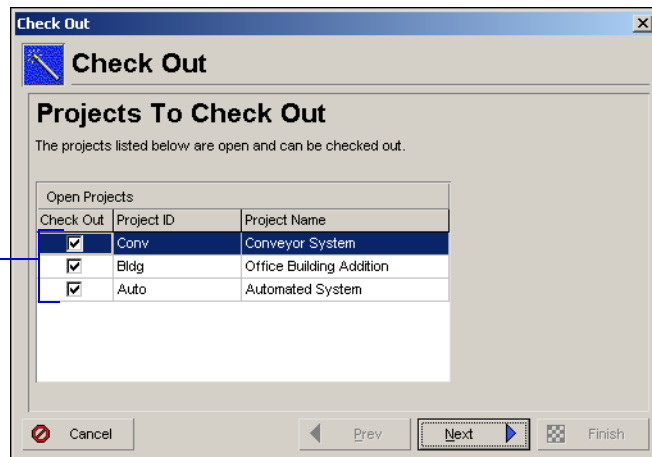 Check Out
Check Out
Projects To Check Out
The projects listed below are open and can be checked out.
Open Projects
Check Out Project ID Project Name
Conv Conveyor System
Bldg Office Building Addition
Auto Automated System
Cancel Prev Next Finish